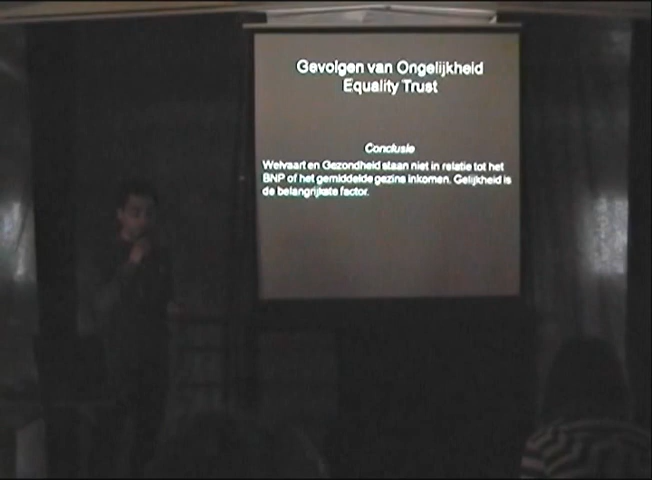 Gevolgen van Ongelijkheid
Equality Trust
Conclusie
Welvaart en Gezondheid staan niet in relatie tot het
BNP of het gemiddelde gezins inkomen. Gelijkheid is
de belangrijkste factor.